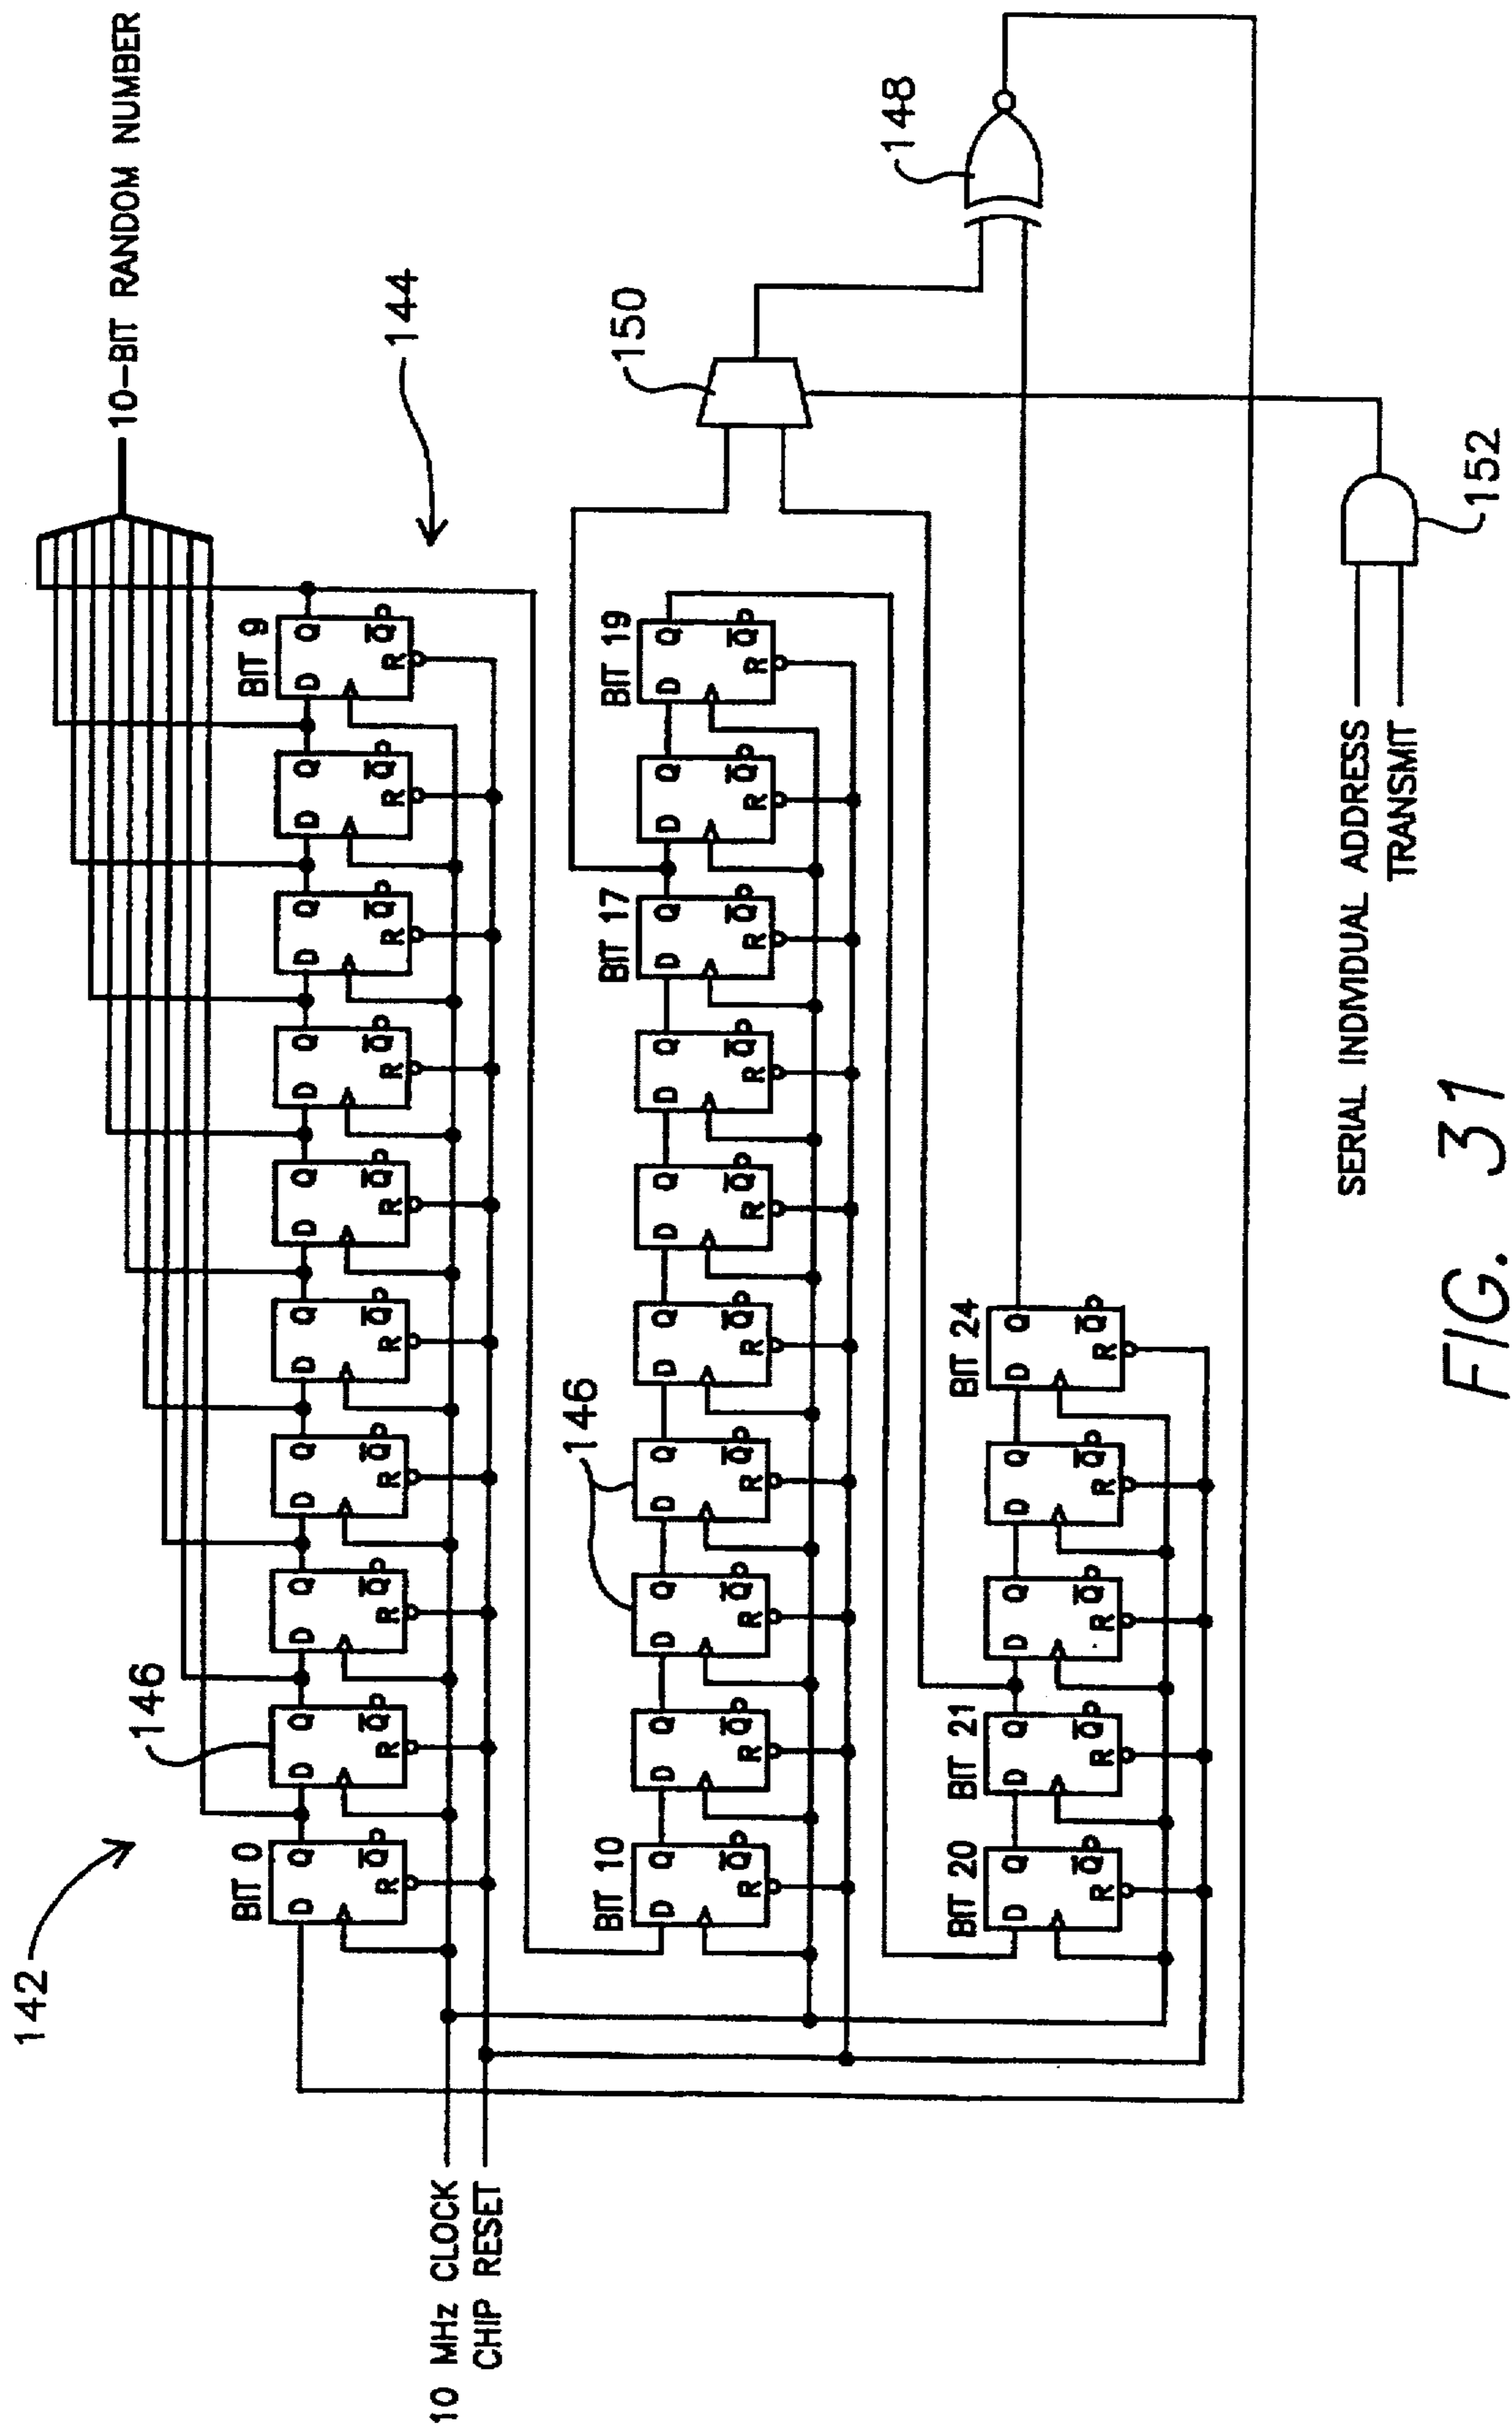 142
146
10-BIT RANDOM NUMBER
144
BIT 0
BIT 9
D Q Q R
D Q Q R
D Q Q R
D Q Q R
D Q Q R
D Q Q R
D Q Q R
D Q Q R
D Q Q R
D Q Q R
10 MHz CLOCK
CHIP RESET
146
BIT 10
BIT 17
BIT 19
D Q Q R
D Q Q R
D Q Q R
D Q Q R
D Q Q R
D Q Q R
D Q Q R
D Q Q R
D Q Q R
D Q Q R
150
148
BIT 20
BIT 21
BIT 24
D Q Q R
D Q Q R
D Q Q R
D Q Q R
D Q Q R
SERIAL INDIVIDUAL ADDRESS
TRANSMIT
152
FIG. 31